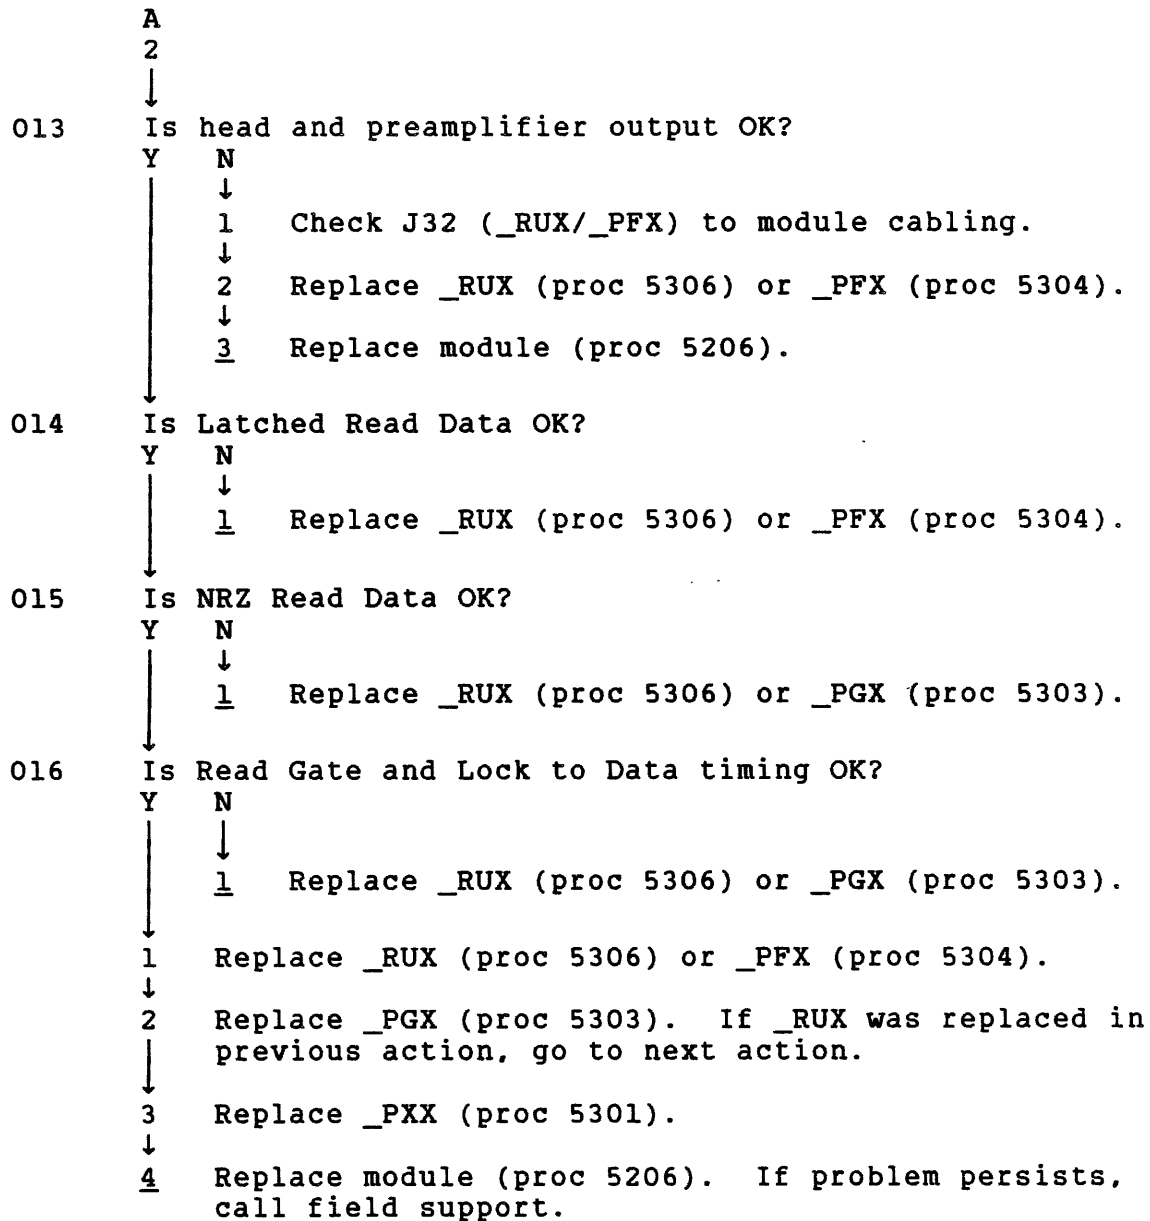 A
2
↓
013 Is head and preamplifier output OK?
Y N
↓
1 Check J32 (_RUX/_PFX) to module cabling.
↓
2 Replace _RUX (proc 5306) or _PFX (proc 5304).
↓
3 Replace module (proc 5206).
↓
014 Is Latched Read Data OK?
Y N
↓
1 Replace _RUX (proc 5306) or _PFX (proc 5304).
↓
015 Is NRZ Read Data OK?
Y N
↓
1 Replace _RUX (proc 5306) or _PGX (proc 5303).
↓
016 Is Read Gate and Lock to Data timing OK?
Y N
↓
1 Replace _RUX (proc 5306) or _PGX (proc 5303).
↓
1 Replace _RUX (proc 5306) or _PFX (proc 5304).
↓
2 Replace _PGX (proc 5303). If _RUX was replaced in
previous action, go to next action.
↓
3 Replace _PXX (proc 5301).
↓
4 Replace module (proc 5206). If problem persists,
call field support.